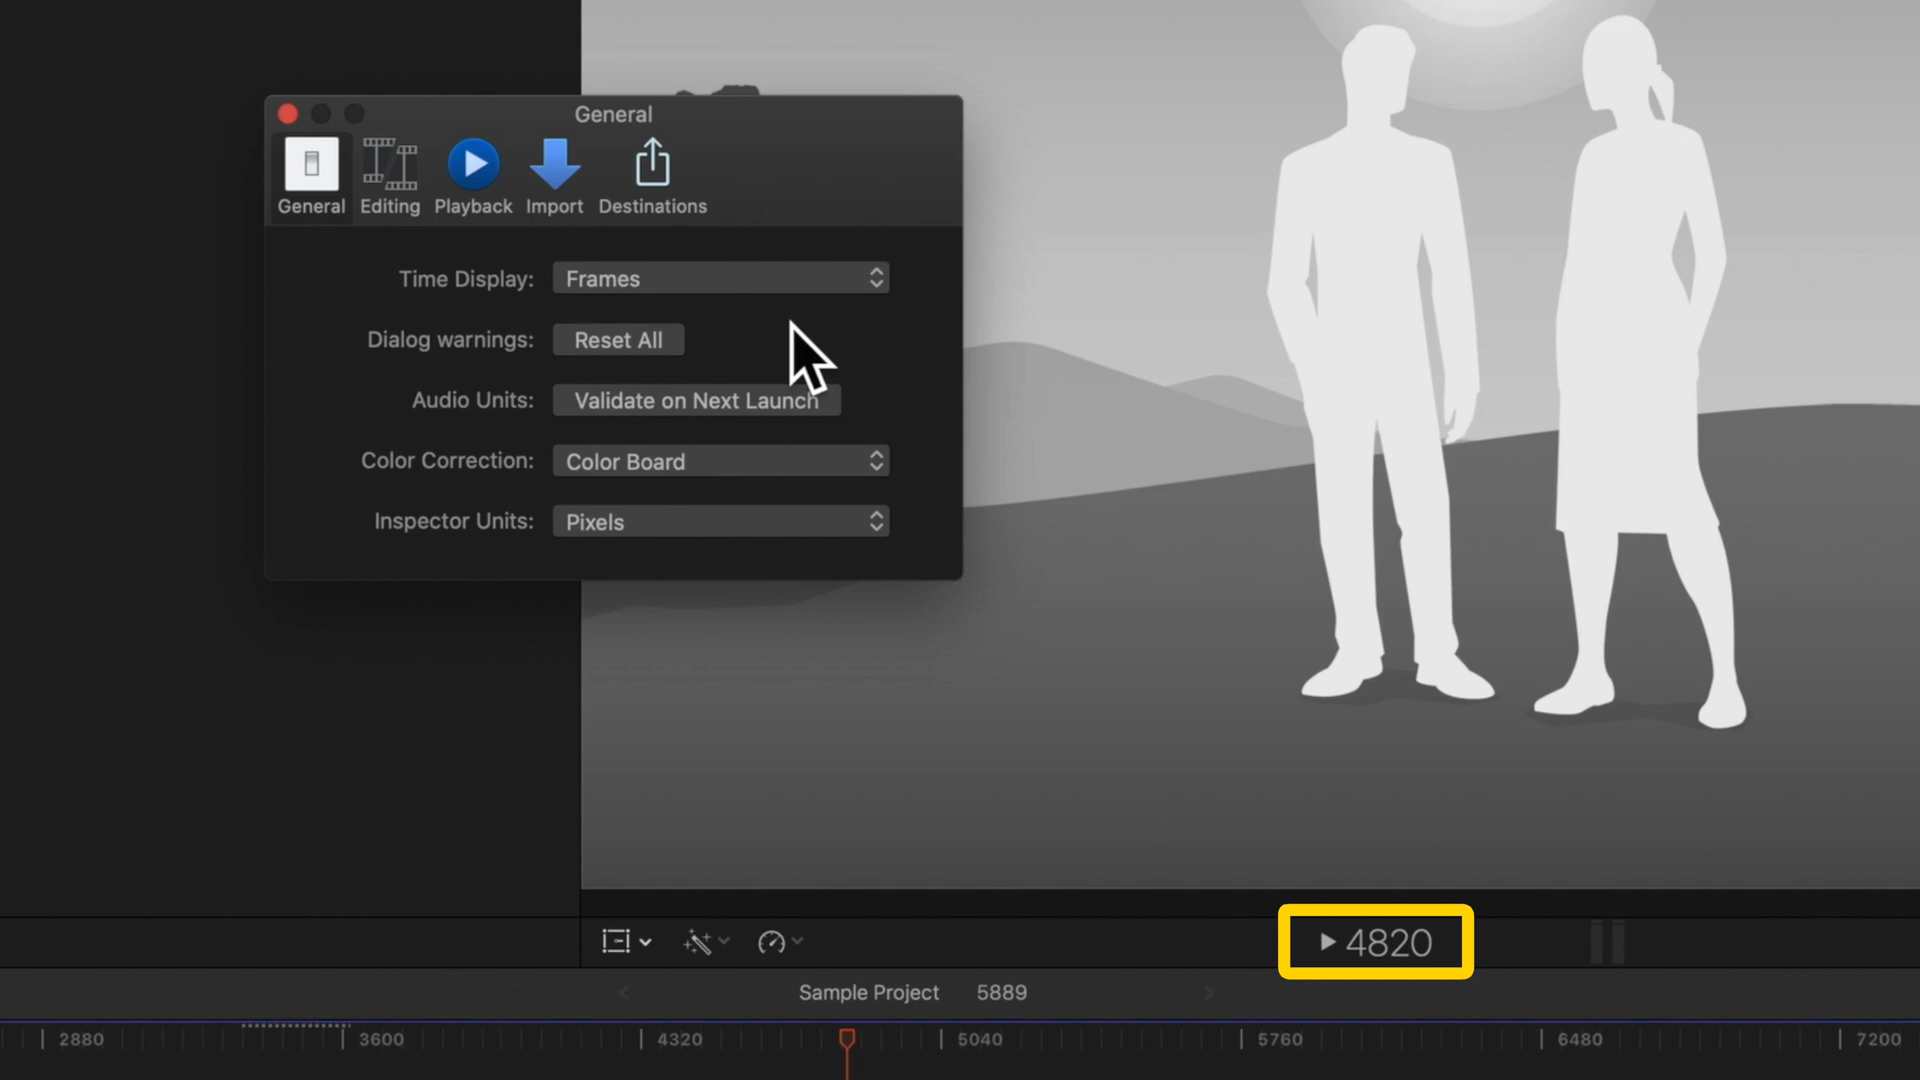 General
General Editing Playback Import Destinations
Time Display: Frames
Dialog warnings: Reset All
Audio Units: Validate on Next Launch
Color Correction: Color Board
Inspector Units: Pixels
4820
Sample Project 5889
2880 3600 4320 5040 5760 6480 7200